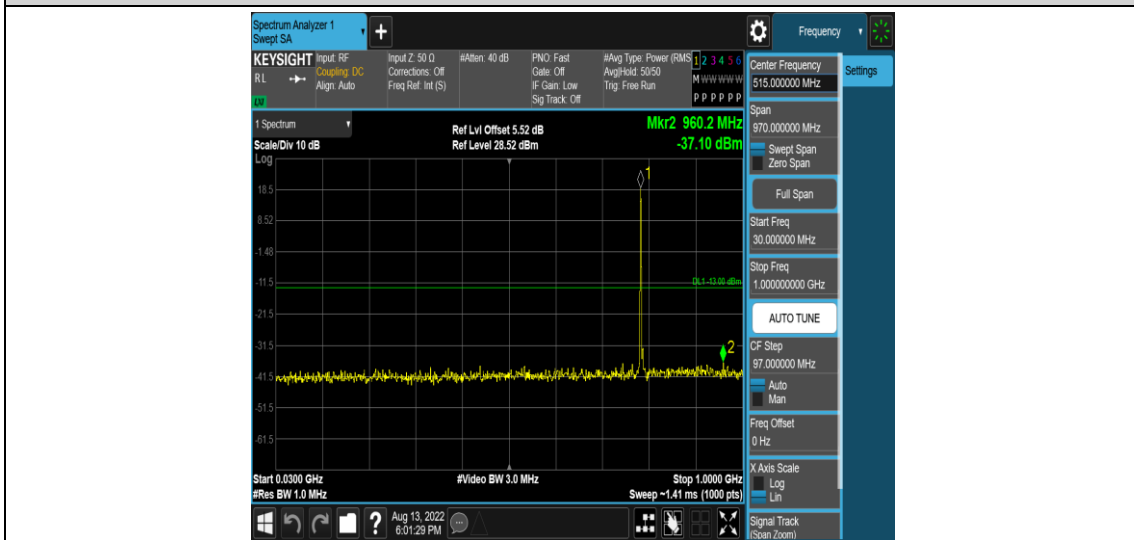 Spectrum Analyzer 1
Swept SA
+
Frequency
KEYSIGHT
RL
LXI
Input: RF
Coupling: DC
Align: Auto
Input Z: 50 Ω
Corrections: Off
Freq Ref: Int (S)
#Atten: 40 dB
PNO: Fast
Gate: Off
IF Gain: Low
Sig Track: Off
#Avg Type: Power (RMS
Avg|Hold: 50/50
Trig: Free Run
1 2 3 4 5 6
M W W W W W
P P P P P P
1 Spectrum
Scale/Div 10 dB
Log
Ref Lvl Offset 5.52 dB
Ref Level 28.52 dBm
Mkr2 960.2 MHz
-37.10 dBm
18.5
8.52
-1.48
-11.5
-21.5
-31.5
-41.5
-51.5
-61.5
1
DL1 -13.00 dBm
2
Start 0.0300 GHz
#Res BW 1.0 MHz
#Video BW 3.0 MHz
Stop 1.0000 GHz
Sweep ~1.41 ms (1000 pts)
Center Frequency
515.000000 MHz
Settings
Span
970.000000 MHz
Swept Span
Zero Span
Full Span
Start Freq
30.000000 MHz
Stop Freq
1.000000000 GHz
AUTO TUNE
CF Step
97.000000 MHz
Auto
Man
Freq Offset
0 Hz
X Axis Scale
Log
Lin
Signal Track
(Span Zoom)
?
Aug 13, 2022
6:01:29 PM